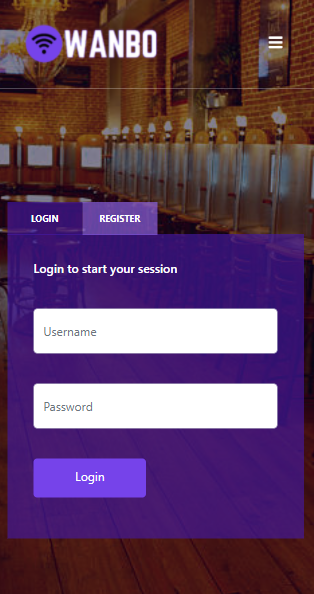 WANBO
LOGIN
REGISTER
Login to start your session
Username
Password
Login